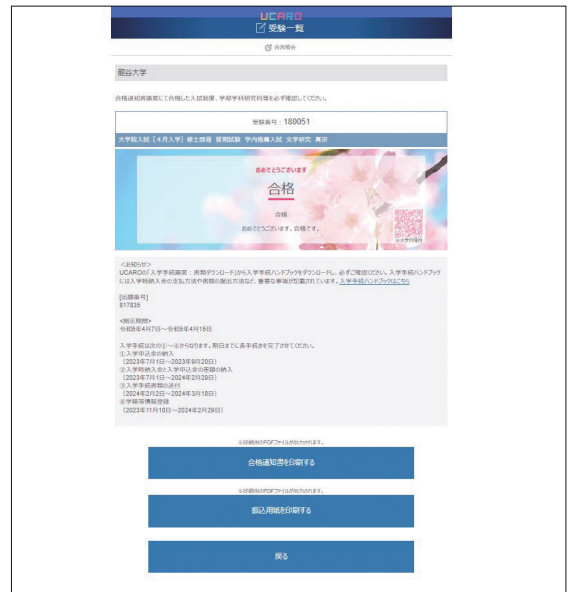 UCARO
受験一覧
合否照会
龍谷大学
合格通知書画面にて合格した入試制度、学部学科研究科等を必ず確認してください。
受験番号：180051
大学院入試［4月入学］修士課程 夏期試験 学内推薦入試 文学研究 真宗
おめでとうございます
合格
合格
おめでとうございます。合格です。
<お知らせ>
UCAROの「入学手続画面：書類ダウンロード」から入学手続ハンドブックをダウンロードし、必ずご確認ください。入学手続ハンドブック
には入学時納入金の支払方法や書類の提出方法など、重要な事項が記載されています。入学手続ハンドブックはこちら
[出願番号]
817835
<開示期間>
令和5年4月7日～令和5年4月15日
入学手続は次の①～④からなります。期日までに各手続きを完了させてください。
①入学申込金の納入
（2023年7月1日～2023年9月20日）
②入学時納入金と入学申込金の差額の納入
（2023年7月1日～2024年2月29日）
③入学手続書類の送付
（2024年2月2日～2024年3月18日）
④学籍等情報登録
（2023年11月10日～2024年2月29日）
※印刷用のPDFファイルが出力されます。
合格通知書を印刷する
※印刷用のPDFファイルが出力されます。
振込用紙を印刷する
戻る